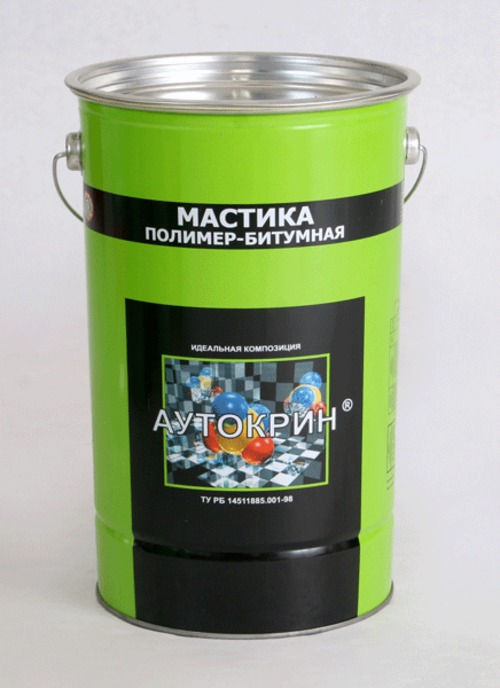 МАСТИКА
ПОЛИМЕР-БИТУМНАЯ
ИДЕАЛЬНАЯ КОМПОЗИЦИЯ
АУТОКРИН®
ТУ РБ 14511885.001-98